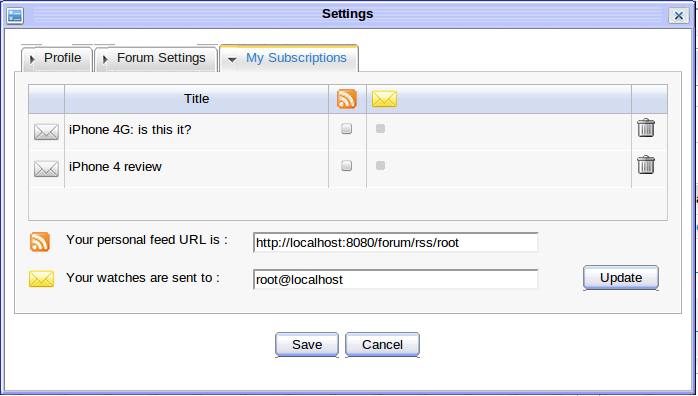 Settings
Profile
Forum Settings
My Subscriptions
Title
iPhone 4G: is this it?
iPhone 4 review
Your personal feed URL is :
http://localhost:8080/forum/rss/root
Your watches are sent to :
root@localhost
Update
Save
Cancel